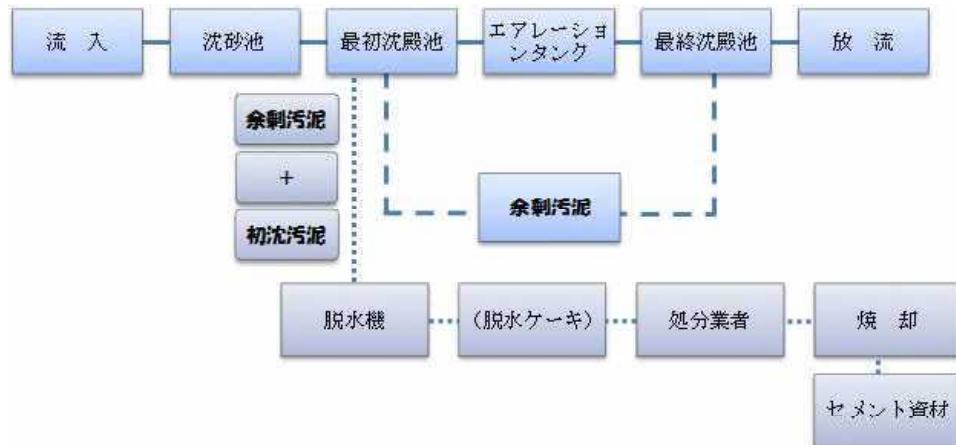 流　入
沈砂池
最初沈殿池
エアレーショ
ンタンク
最終沈殿池
放　流
余剰汚泥
+
初沈汚泥
余剰汚泥
脱水機
（脱水ケーキ）
処分業者
焼　却
セメント資材